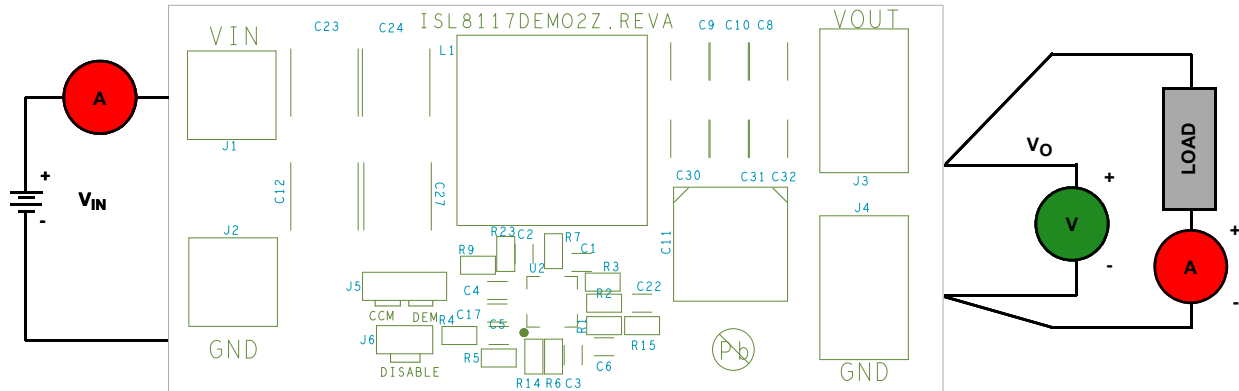 ISL8117DEMO2Z.REVA
VIN
C23
C24
L1
C9
C10
C8
VOUT
A
J1
+
VIN
-
C12
C27
C30
C31
C32
J3
VO
LOAD
+
V
-
+
A
-
J2
J4
C11
R23
C2
R7
R9
C1
U2
R3
J5
C4
R2
C22
CCM
DEM
C17
R4
C5
R1
J6
R15
R5
C6
DISABLE
R14
R6
C3
Pb
GND
GND